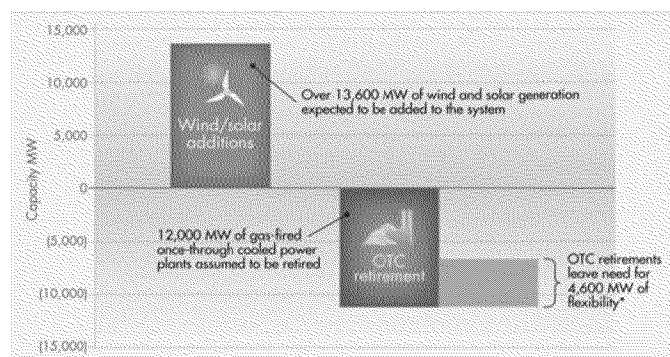 15,000
10,000
5,000
0
(5,000)
(10,000)
(15,000)
Capacity MW
Wind/solar
additions
Over 13,600 MW of wind and solar generation
expected to be added to the system
12,000 MW of gas-fired
once-through cooled power
plants assumed to be retired
OTC
retirement
OTC retirements
leave need for
4,600 MW of
flexibility*